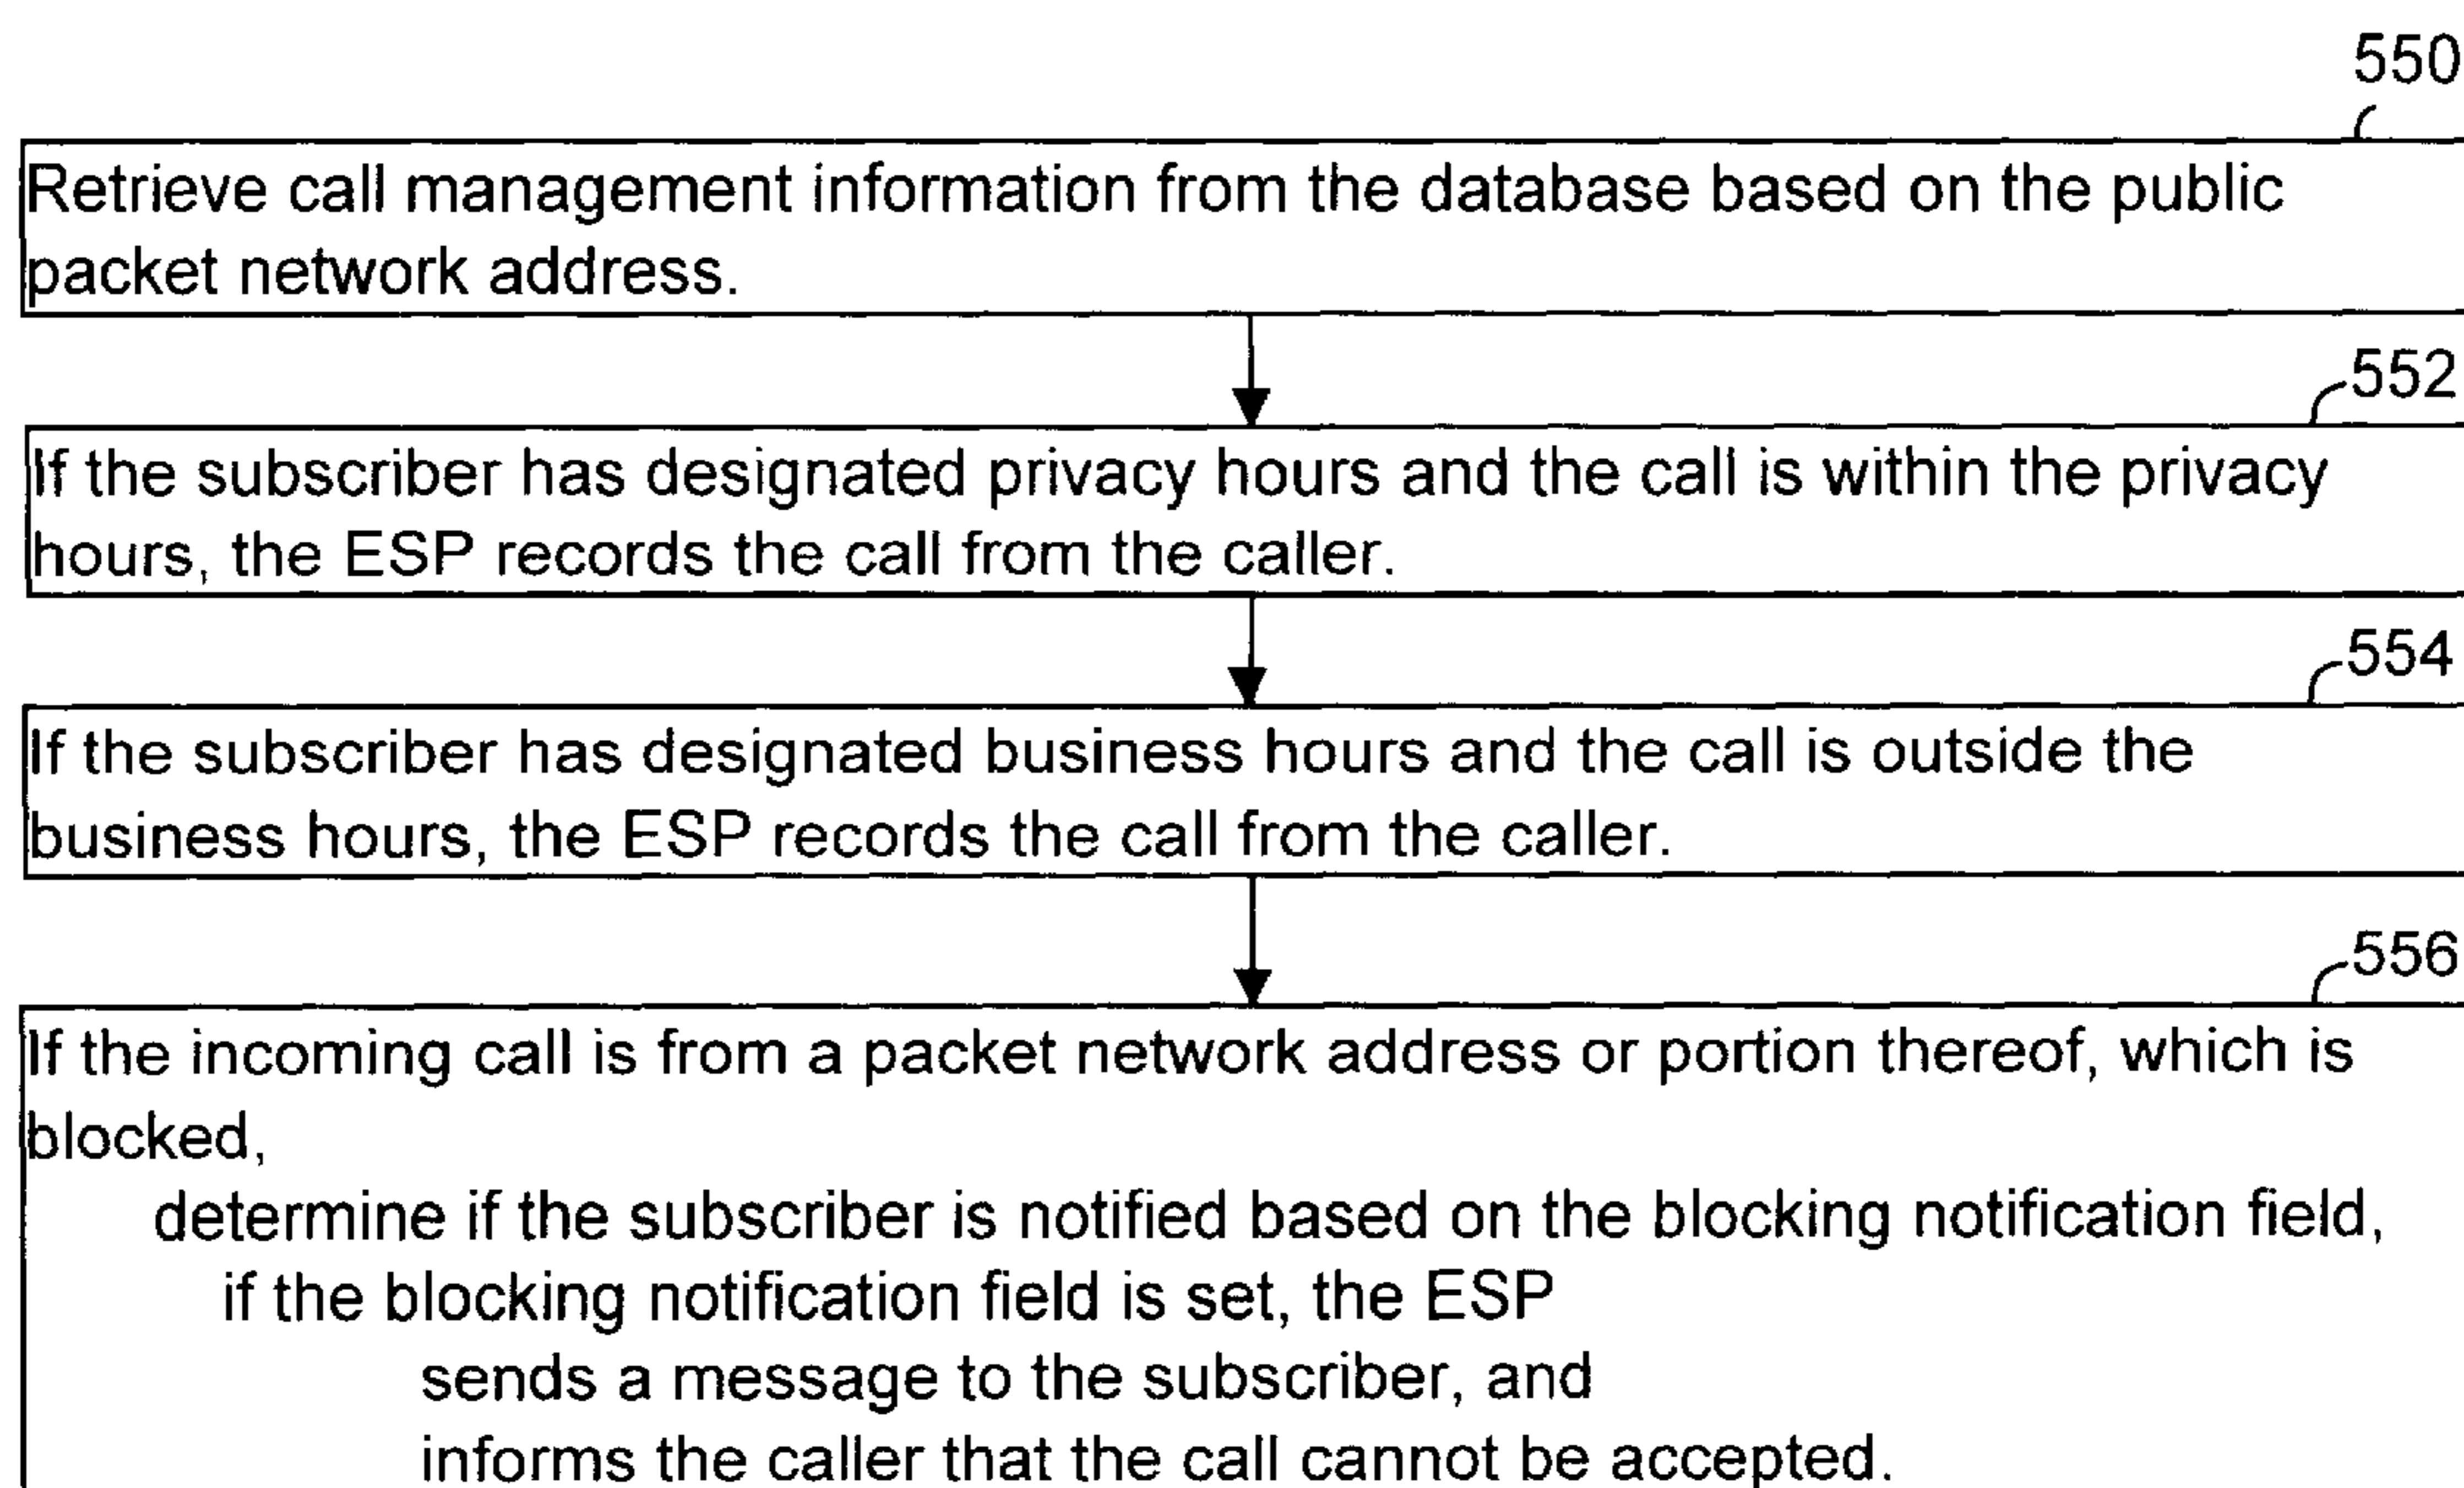 550
Retrieve call management information from the database based on the public
packet network address.
552
If the subscriber has designated privacy hours and the call is within the privacy
hours, the ESP records the call from the caller.
554
If the subscriber has designated business hours and the call is outside the
business hours, the ESP records the call from the caller.
556
If the incoming call is from a packet network address or portion thereof, which is
blocked,
determine if the subscriber is notified based on the blocking notification field,
if the blocking notification field is set, the ESP
sends a message to the subscriber, and
informs the caller that the call cannot be accepted.